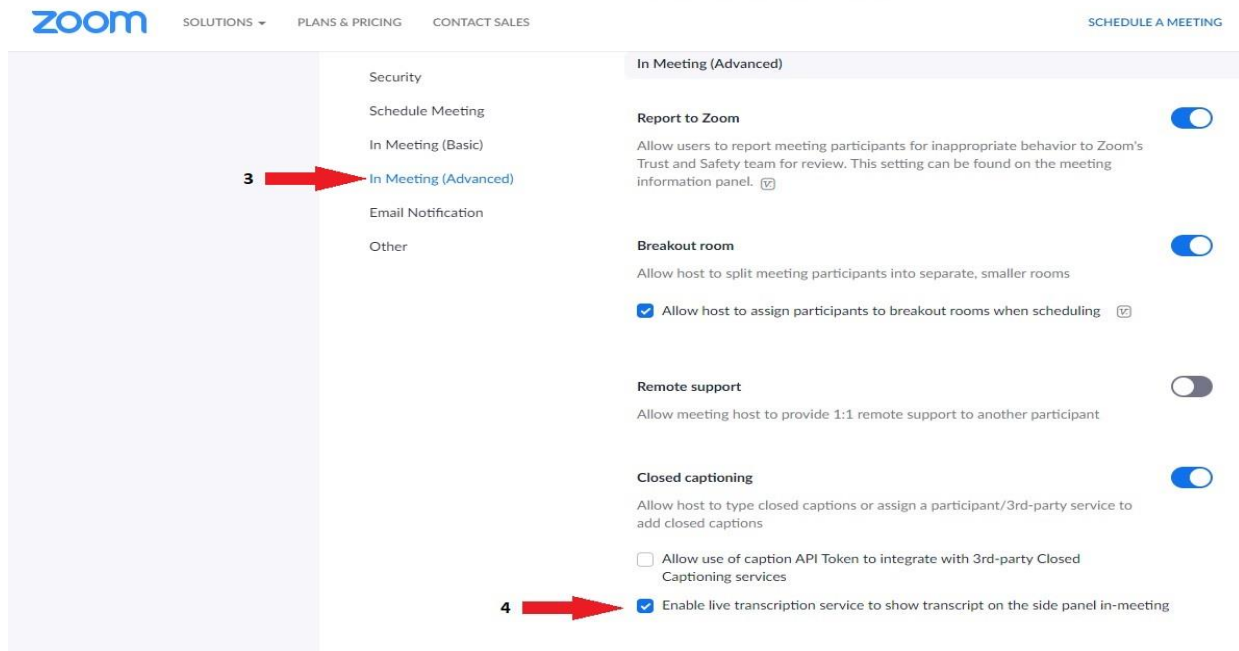 zoom SOLUTIONS PLANS & PRICING CONTACT SALES SCHEDULE A MEETING
Security
Schedule Meeting
In Meeting (Basic)
3 In Meeting (Advanced)
Email Notification
Other
In Meeting (Advanced)
Report to Zoom
Allow users to report meeting participants for inappropriate behavior to Zoom's
Trust and Safety team for review. This setting can be found on the meeting
information panel.
Breakout room
Allow host to split meeting participants into separate, smaller rooms
Allow host to assign participants to breakout rooms when scheduling
Remote support
Allow meeting host to provide 1:1 remote support to another participant
Closed captioning
Allow host to type closed captions or assign a participant/3rd-party service to
add closed captions
Allow use of caption API Token to integrate with 3rd-party Closed
Captioning services
4 Enable live transcription service to show transcript on the side panel in-meeting